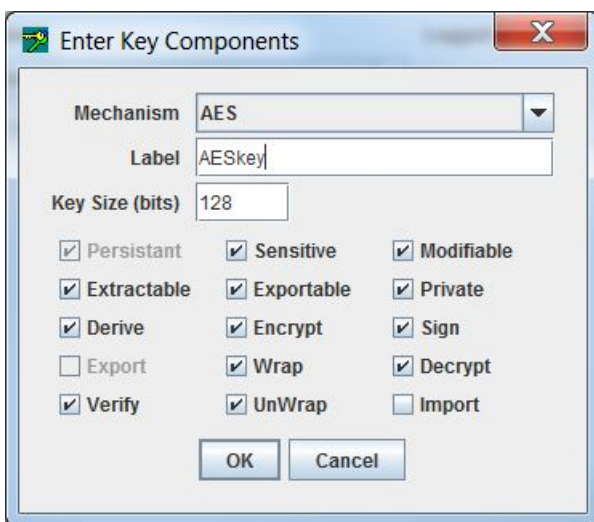 Enter Key Components
Mechanism AES
Label AESkey
Key Size (bits) 128
Persistant Sensitive Modifiable
Extractable Exportable Private
Derive Encrypt Sign
Export Wrap Decrypt
Verify UnWrap Import
OK Cancel